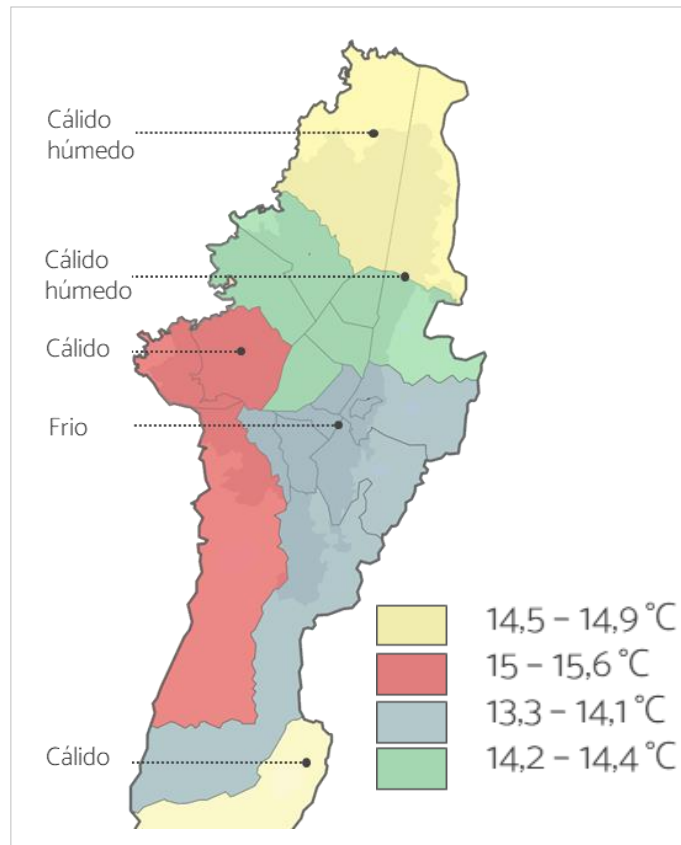 Cálido
húmedo
Cálido
húmedo
Cálido
Frio
14,5 – 14,9 °C
15 – 15,6 °C
13,3 – 14,1 °C
14,2 – 14,4 °C
Cálido